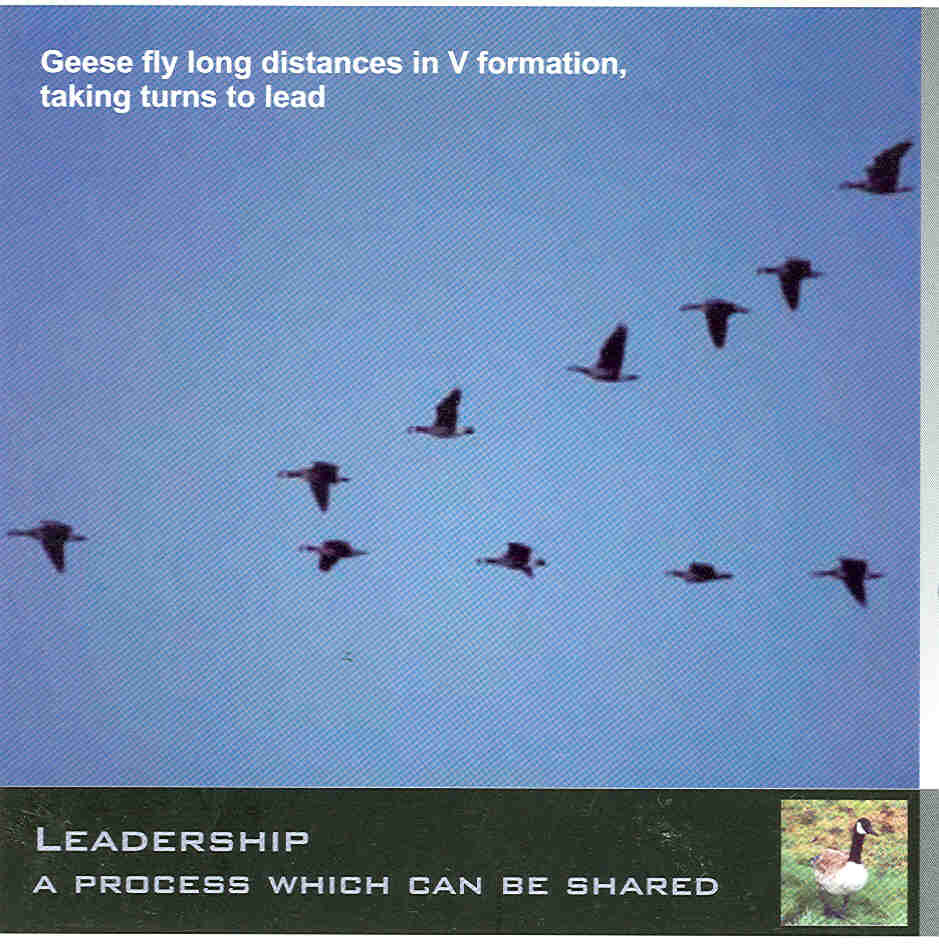 Geese fly long distances in V formation,
taking turns to lead
LEADERSHIP
A PROCESS WHICH CAN BE SHARED